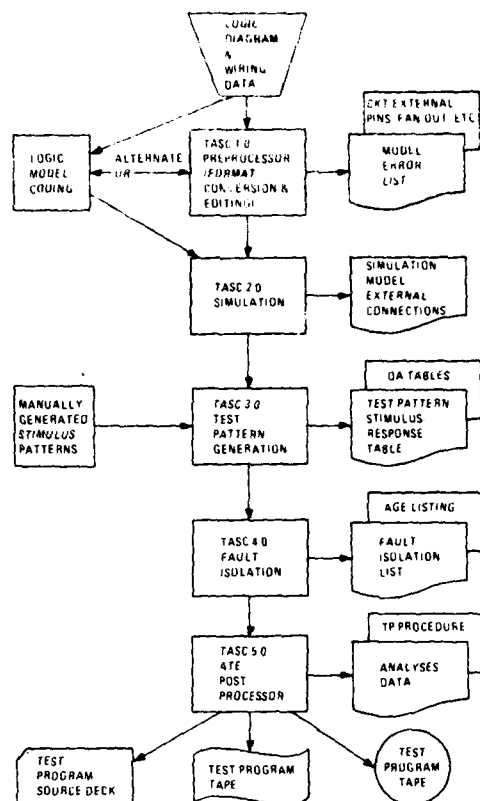 LOGIC
DIAGRAM
&
WIRING
DATA
CKT EXTERNAL
PINS FAN OUT ETC
LOGIC
MODEL
CODING
ALTERNATE
OR
TASC 1.0
PREPROCESSOR
(FORMAT
CONVERSION &
EDITING)
MODEL
ERROR
LIST
TASC 2.0
SIMULATION
SIMULATION
MODEL
EXTERNAL
CONNECTIONS
MANUALLY
GENERATED
STIMULUS
PATTERNS
TASC 3.0
TEST
PATTERN
GENERATION
DA TABLES
TEST PATTERN
STIMULUS
RESPONSE
TABLE
TASC 4.0
FAULT
ISOLATION
AGE LISTING
FAULT
ISOLATION
LIST
TASC 5.0
ATE
POST
PROCESSOR
TP PROCEDURE
ANALYSES
DATA
TEST
PROGRAM
SOURCE DECK
TEST PROGRAM
TAPE
TEST
PROGRAM
TAPE